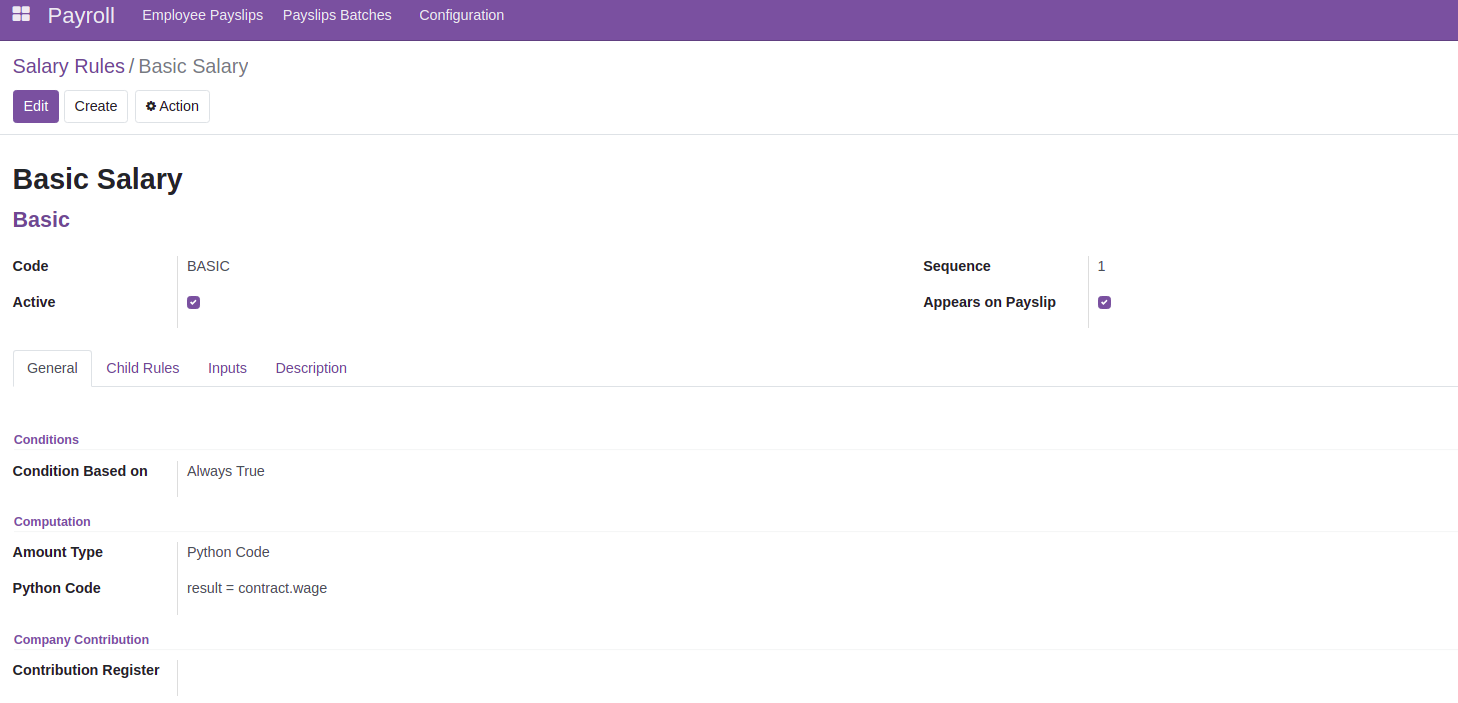 Payroll Employee Payslips Payslips Batches Configuration
Salary Rules / Basic Salary
Edit Create Action
Basic Salary
Basic
Code BASIC Sequence 1
Active Appears on Payslip
General Child Rules Inputs Description
Conditions
Condition Based on Always True
Computation
Amount Type Python Code
Python Code result = contract.wage
Company Contribution
Contribution Register